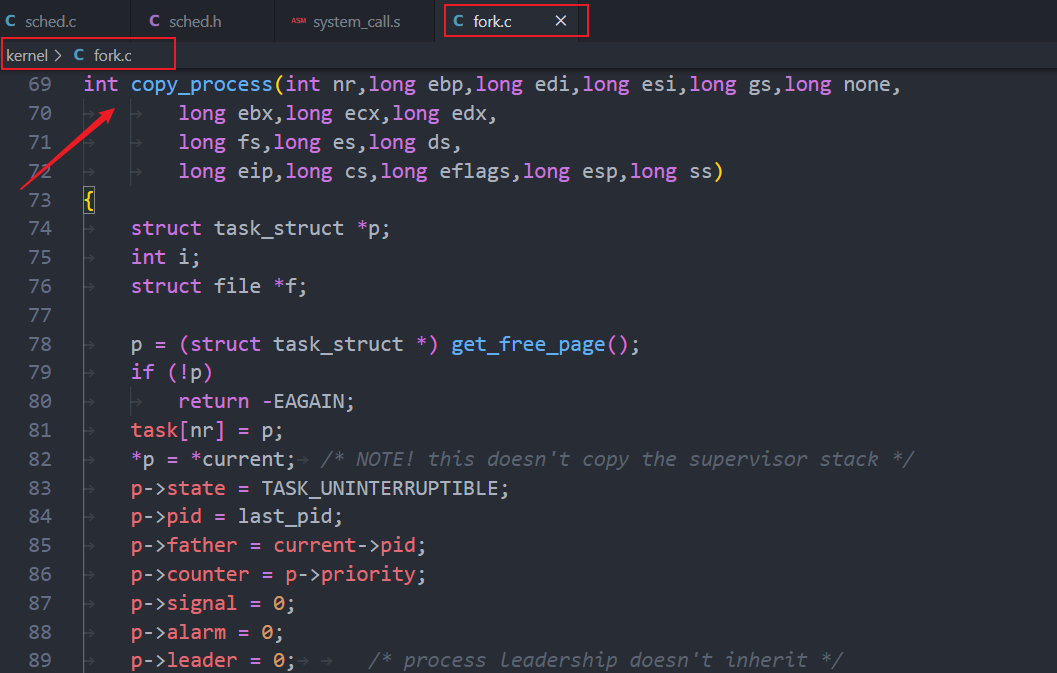 C sched.c C sched.h ASM system_call.s C fork.c ×
kernel > C fork.c
69 int copy_process(int nr,long ebp,long edi,long esi,long gs,long none,
70 long ebx,long ecx,long edx,
71 long fs,long es,long ds,
72 long eip,long cs,long eflags,long esp,long ss)
73 {
74 struct task_struct *p;
75 int i;
76 struct file *f;
77
78 p = (struct task_struct *) get_free_page();
79 if (!p)
80 return -EAGAIN;
81 task[nr] = p;
82 *p = *current; /* NOTE! this doesn't copy the supervisor stack */
83 p->state = TASK_UNINTERRUPTIBLE;
84 p->pid = last_pid;
85 p->father = current->pid;
86 p->counter = p->priority;
87 p->signal = 0;
88 p->alarm = 0;
89 p->leader = 0; /* process leadership doesn't inherit */